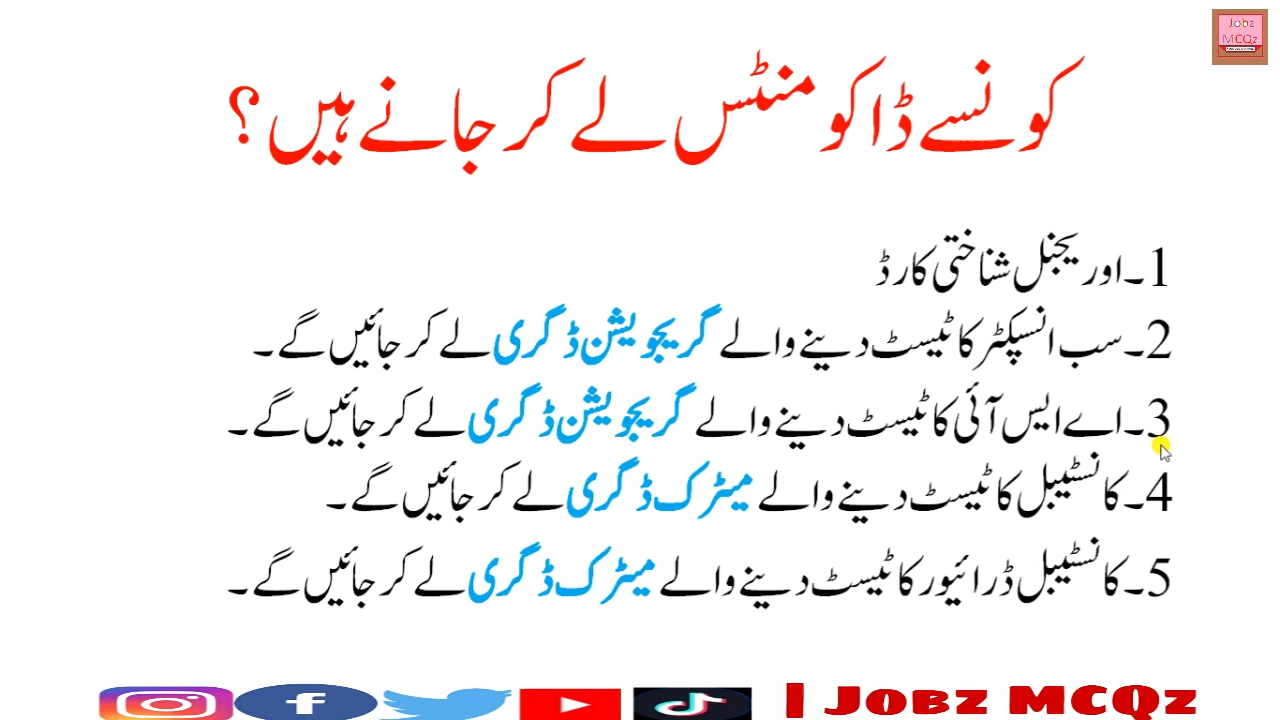 Jobz
MCQz
کونسے ڈاکومنٹس لے کر جانے ہیں؟
1۔اوریجنل شناختی کارڈ
2۔سب انسپکٹر کا ٹیسٹ دینے والے گریجویشن ڈگری لے کر جائیں گے۔
3۔اے ایس آئی کا ٹیسٹ دینے والے گریجویشن ڈگری لے کر جائیں گے۔
4۔کانسٹیبل کا ٹیسٹ دینے والے میٹرک ڈگری لے کر جائیں گے۔
5۔کانسٹیبل ڈرائیور کا ٹیسٹ دینے والے میٹرک ڈگری لے کر جائیں گے۔
| Jobz MCQz